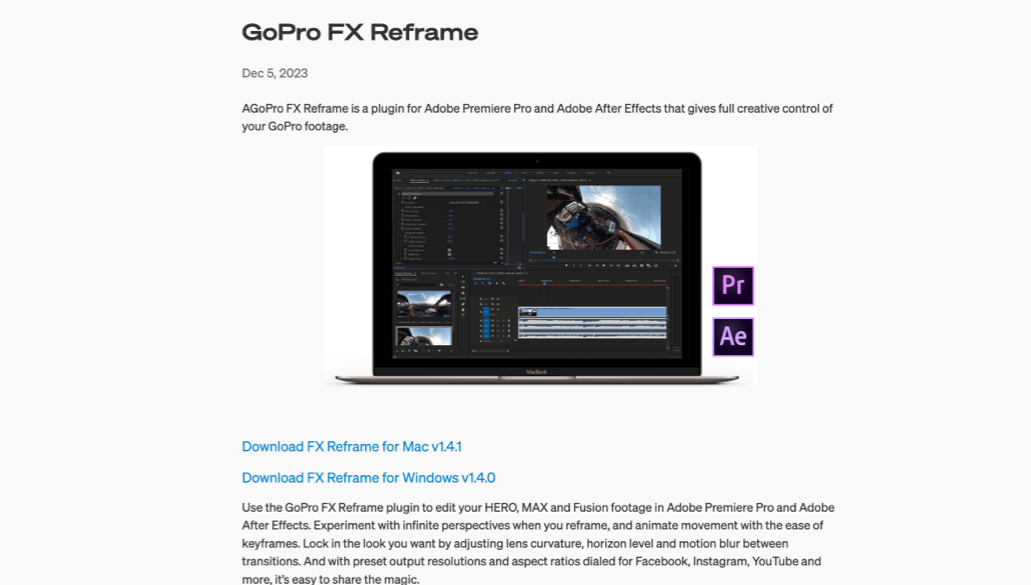 GoPro FX Reframe
Dec 5, 2023
AGoPro FX Reframe is a plugin for Adobe Premiere Pro and Adobe After Effects that gives full creative control of
your GoPro footage.
Pr
Ae
MacBook
Download FX Reframe for Mac v1.4.1
Download FX Reframe for Windows v1.4.0
Use the GoPro FX Reframe plugin to edit your HERO, MAX and Fusion footage in Adobe Premiere Pro and Adobe
After Effects. Experiment with infinite perspectives when you reframe, and animate movement with the ease of
keyframes. Lock in the look you want by adjusting lens curvature, horizon level and motion blur between
transitions. And with preset output resolutions and aspect ratios dialed for Facebook, Instagram, YouTube and
more, it’s easy to share the magic.